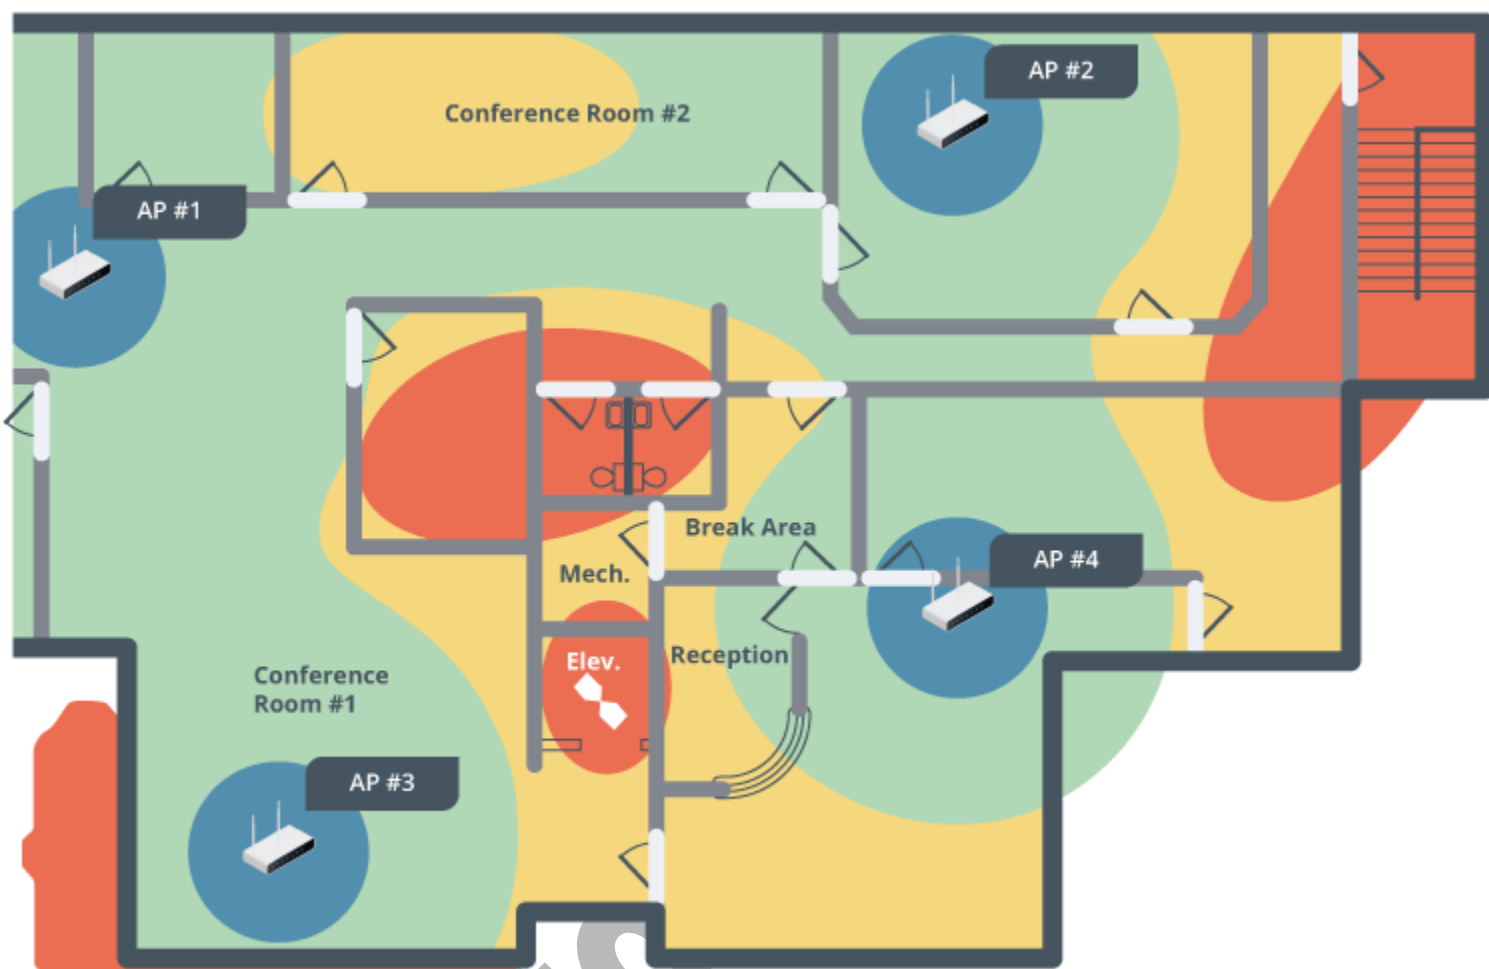 AP #2
Conference Room #2
AP #1
Break Area
AP #4
Mech.
Reception
Elev.
Conference
Room #1
AP #3